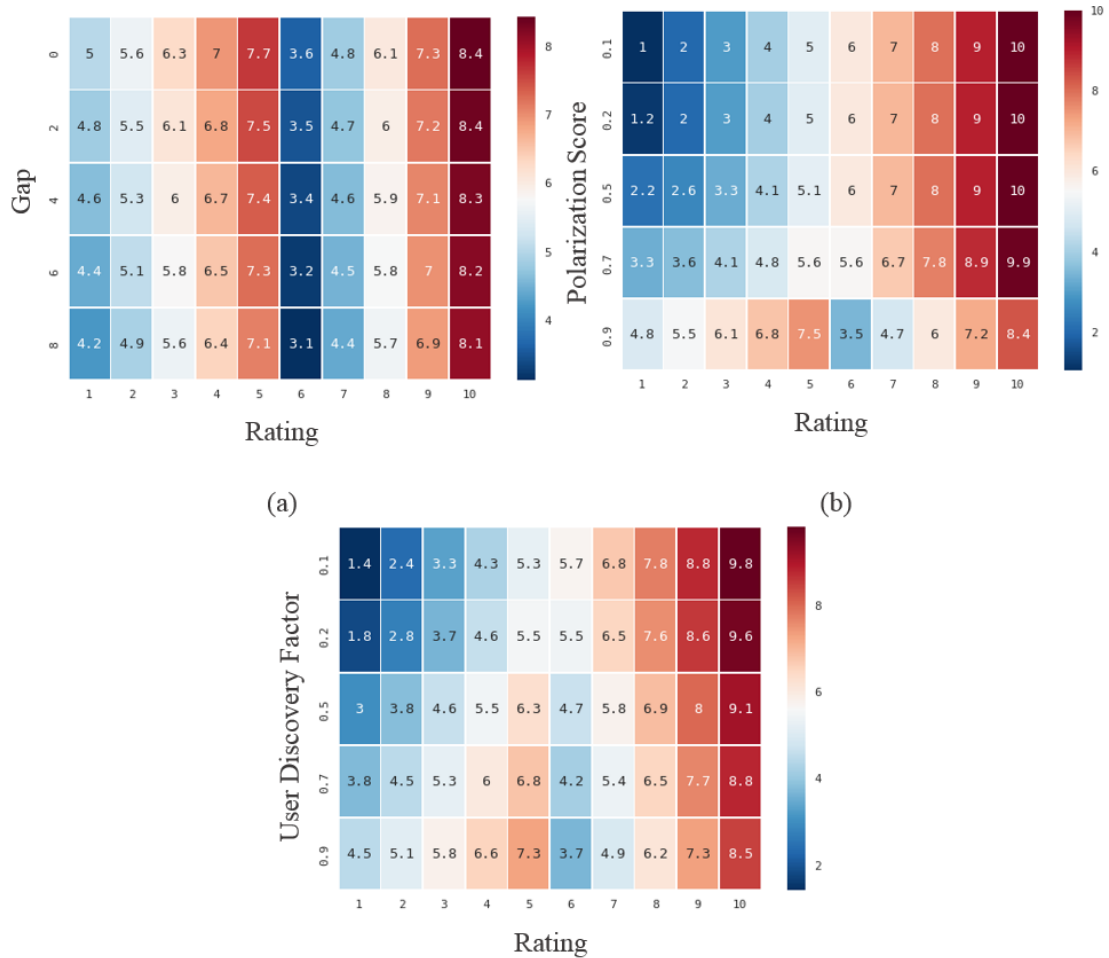 Gap
0 5 5.6 6.3 7 7.7 3.6 4.8 6.1 7.3 8.4
2 4.8 5.5 6.1 6.8 7.5 3.5 4.7 6 7.2 8.4
4 4.6 5.3 6 6.7 7.4 3.4 4.6 5.9 7.1 8.3
6 4.4 5.1 5.8 6.5 7.3 3.2 4.5 5.8 7 8.2
8 4.2 4.9 5.6 6.4 7.1 3.1 4.4 5.7 6.9 8.1
1 2 3 4 5 6 7 8 9 10
Rating
8
7
6
5
4
(a)
Polarization Score
0.1 1 2 3 4 5 6 7 8 9 10
0.2 1.2 2 3 4 5 6 7 8 9 10
0.5 2.2 2.6 3.3 4.1 5.1 6 7 8 9 10
0.7 3.3 3.6 4.1 4.8 5.6 5.6 6.7 7.8 8.9 9.9
0.9 4.8 5.5 6.1 6.8 7.5 3.5 4.7 6 7.2 8.4
1 2 3 4 5 6 7 8 9 10
Rating
10
8
6
4
2
(b)
User Discovery Factor
0.1 1.4 2.4 3.3 4.3 5.3 5.7 6.8 7.8 8.8 9.8
0.2 1.8 2.8 3.7 4.6 5.5 5.5 6.5 7.6 8.6 9.6
0.5 3 3.8 4.6 5.5 6.3 4.7 5.8 6.9 8 9.1
0.7 3.8 4.5 5.3 6 6.8 4.2 5.4 6.5 7.7 8.8
0.9 4.5 5.1 5.8 6.6 7.3 3.7 4.9 6.2 7.3 8.5
1 2 3 4 5 6 7 8 9 10
Rating
8
6
4
2